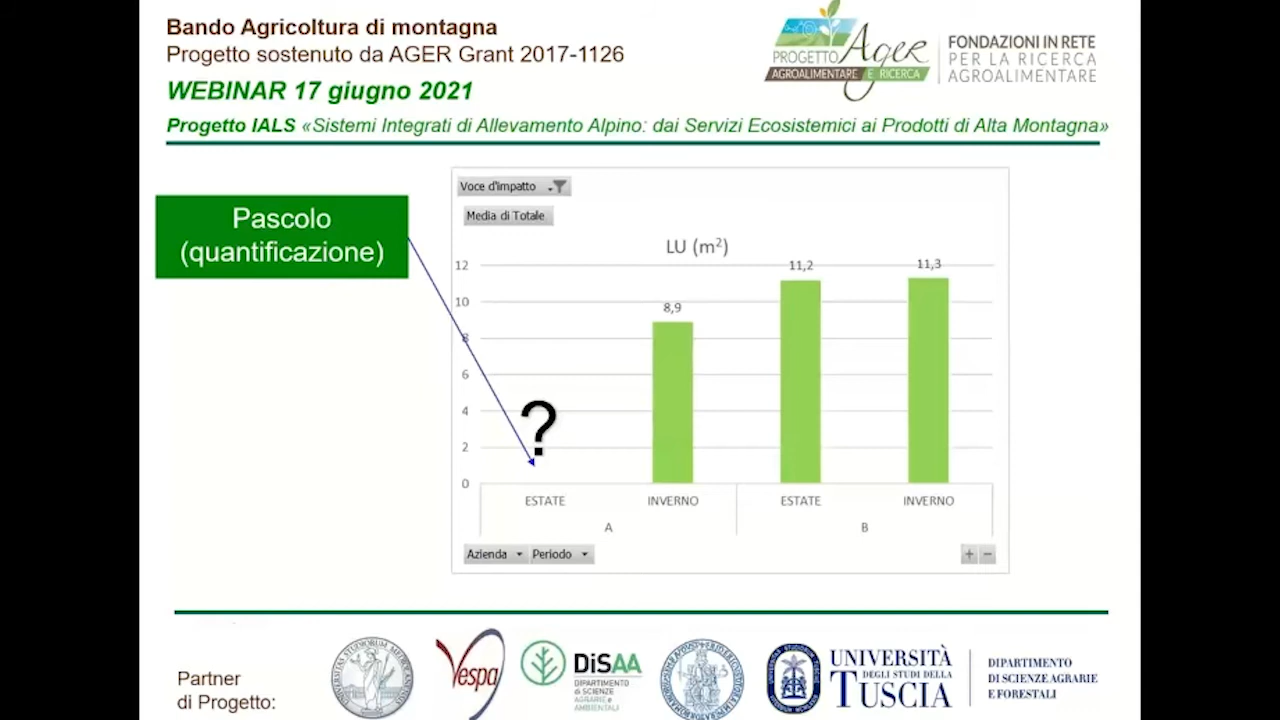 Bando Agricoltura di montagna
Progetto sostenuto da AGER Grant 2017-1126
WEBINAR 17 giugno 2021
Progetto IALS «Sistemi Integrati di Allevamento Alpino: dai Servizi Ecosistemici ai Prodotti di Alta Montagna»
PROGETTO Ager
AGROALIMENTARE E RICERCA
FONDAZIONI IN RETE
PER LA RICERCA
AGROALIMENTARE
Pascolo
(quantificazione)
Voce d'impatto
Media di Totale
LU (m²)
12
10
8
6
4
2
0
?
8,9
11,2
11,3
ESTATE
INVERNO
ESTATE
INVERNO
A
B
Azienda
Periodo
+
−
Partner
di Progetto:
Vespa
DiSAA
DIPARTIMENTO
di SCIENZE
AGRARIE e
AMBIENTALI
UNIVERSITÀ
DEGLI STUDI DELLA
TUSCIA
DIPARTIMENTO
DI SCIENZE AGRARIE
E FORESTALI